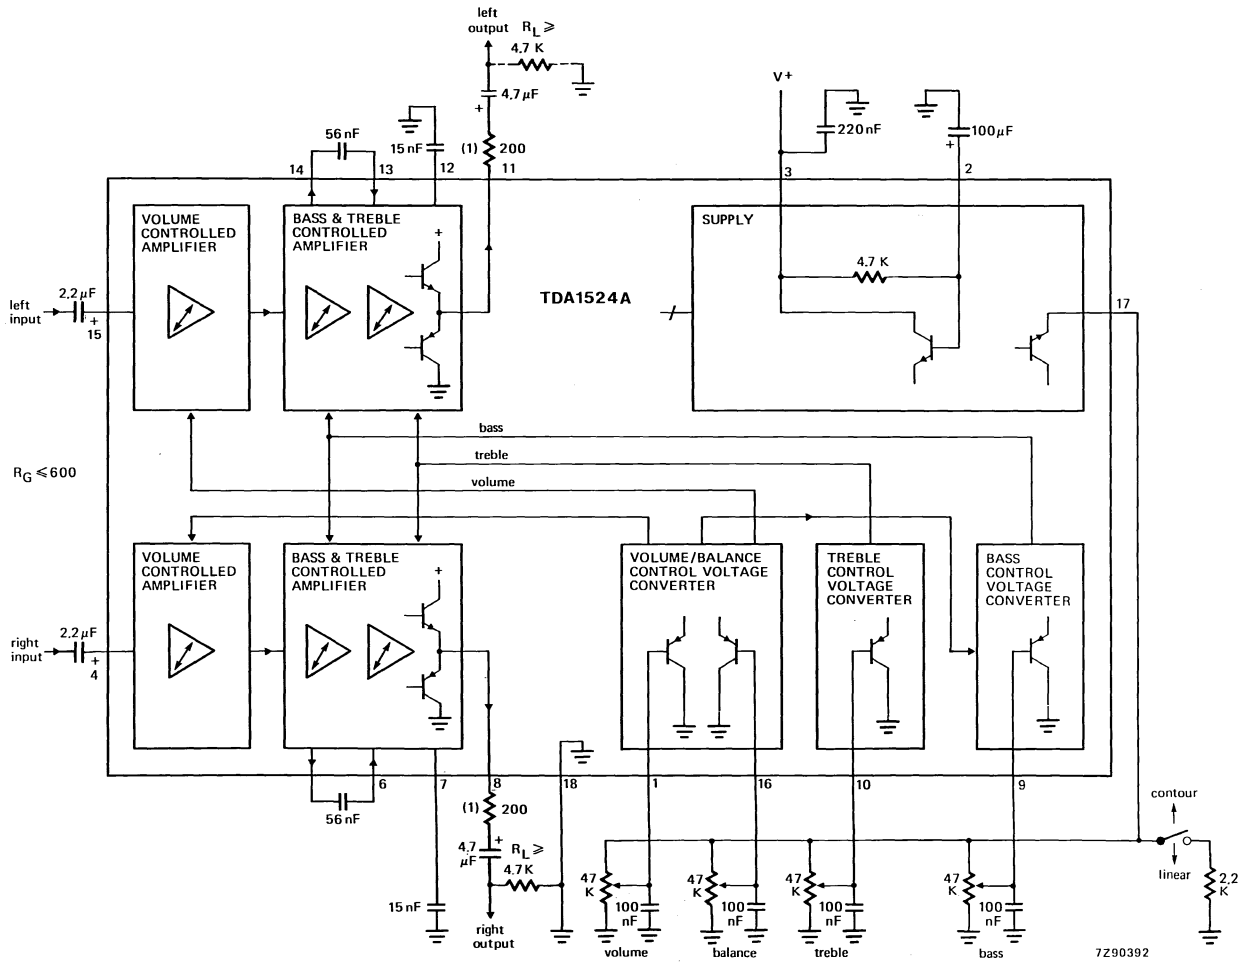 left
output
R_L ≥
4.7 K
4.7 μF
+
V+
220 nF
100 μF
+
56 nF
15 nF
(1)
200
14
13
12
11
3
2
VOLUME
CONTROLLED
AMPLIFIER
BASS & TREBLE
CONTROLLED
AMPLIFIER
+
SUPPLY
4.7 K
TDA1524A
17
2.2 μF
left
input
+
15
bass
treble
volume
R_G ≤ 600
VOLUME
CONTROLLED
AMPLIFIER
BASS & TREBLE
CONTROLLED
AMPLIFIER
+
VOLUME/BALANCE
CONTROL VOLTAGE
CONVERTER
TREBLE
CONTROL
VOLTAGE
CONVERTER
BASS
CONTROL
VOLTAGE
CONVERTER
2.2 μF
right
input
+
4
6
7
8
18
1
16
10
9
56 nF
(1)
200
+
4.7
μF
R_L ≥
4.7 K
15 nF
right
output
47
K
100
nF
volume
47
K
100
nF
balance
47
K
100
nF
treble
47
K
100
nF
bass
contour
linear
2.2
K
7Z90392